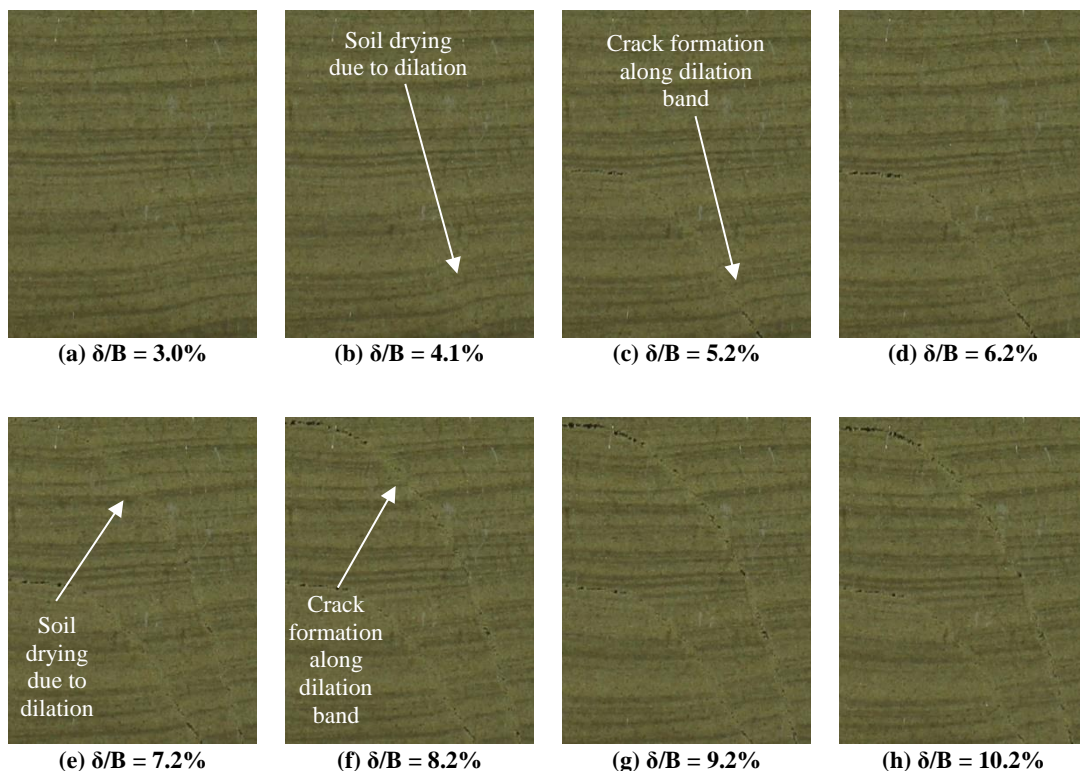 Soil drying
due to dilation
Crack formation
along dilation
band
(a) δ/B = 3.0%
(b) δ/B = 4.1%
(c) δ/B = 5.2%
(d) δ/B = 6.2%
Soil
drying
due to
dilation
Crack
formation
along
dilation
band
(e) δ/B = 7.2%
(f) δ/B = 8.2%
(g) δ/B = 9.2%
(h) δ/B = 10.2%